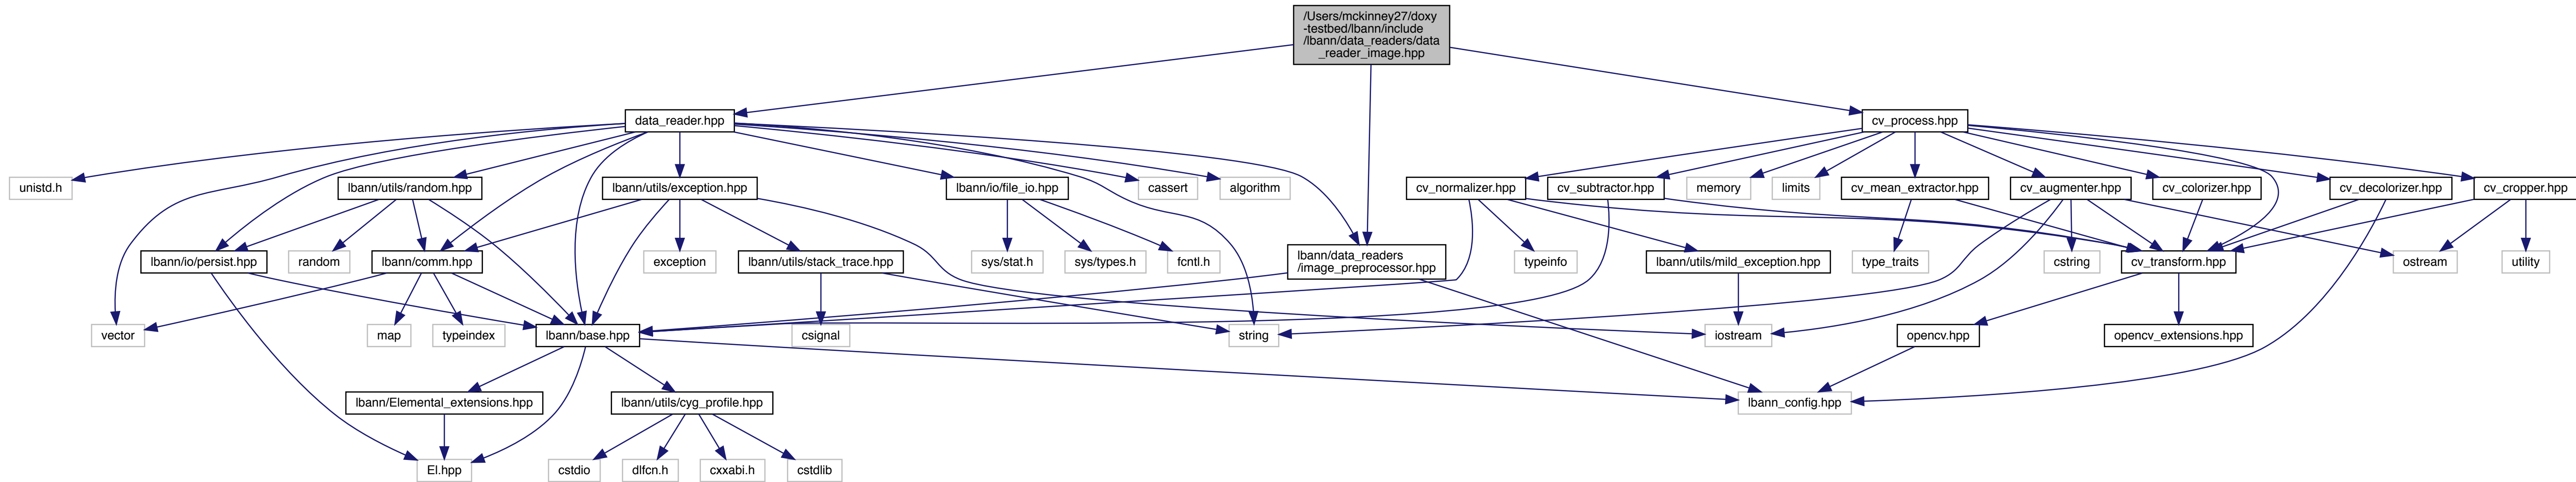 /Users/mckinney27/doxy
-testbed/lbann/include
/lbann/data_readers/data
_reader_image.hpp
data_reader.hpp
cv_process.hpp
unistd.h
lbann/utils/random.hpp
lbann/utils/exception.hpp
lbann/io/file_io.hpp
cassert
algorithm
cv_normalizer.hpp
cv_subtractor.hpp
memory
limits
cv_mean_extractor.hpp
cv_augmenter.hpp
cv_colorizer.hpp
cv_decolorizer.hpp
cv_cropper.hpp
lbann/io/persist.hpp
random
lbann/comm.hpp
exception
lbann/utils/stack_trace.hpp
sys/stat.h
sys/types.h
fcntl.h
lbann/data_readers
/image_preprocessor.hpp
typeinfo
lbann/utils/mild_exception.hpp
type_traits
cstring
cv_transform.hpp
ostream
utility
vector
map
typeindex
lbann/base.hpp
csignal
string
iostream
opencv.hpp
opencv_extensions.hpp
lbann/Elemental_extensions.hpp
lbann/utils/cyg_profile.hpp
lbann_config.hpp
El.hpp
cstdio
dlfcn.h
cxxabi.h
cstdlib